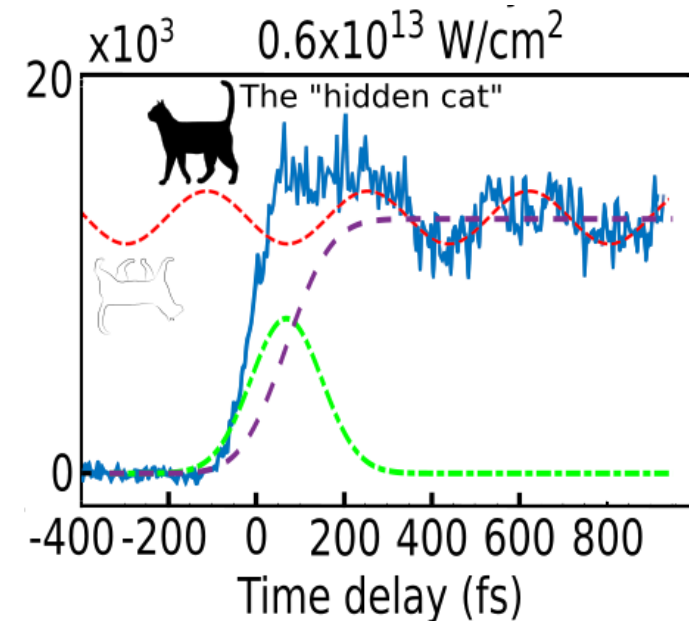 x10³ 0.6x10¹³ W/cm²
20
The "hidden cat"
0
-400 -200 0 200 400 600 800
Time delay (fs)